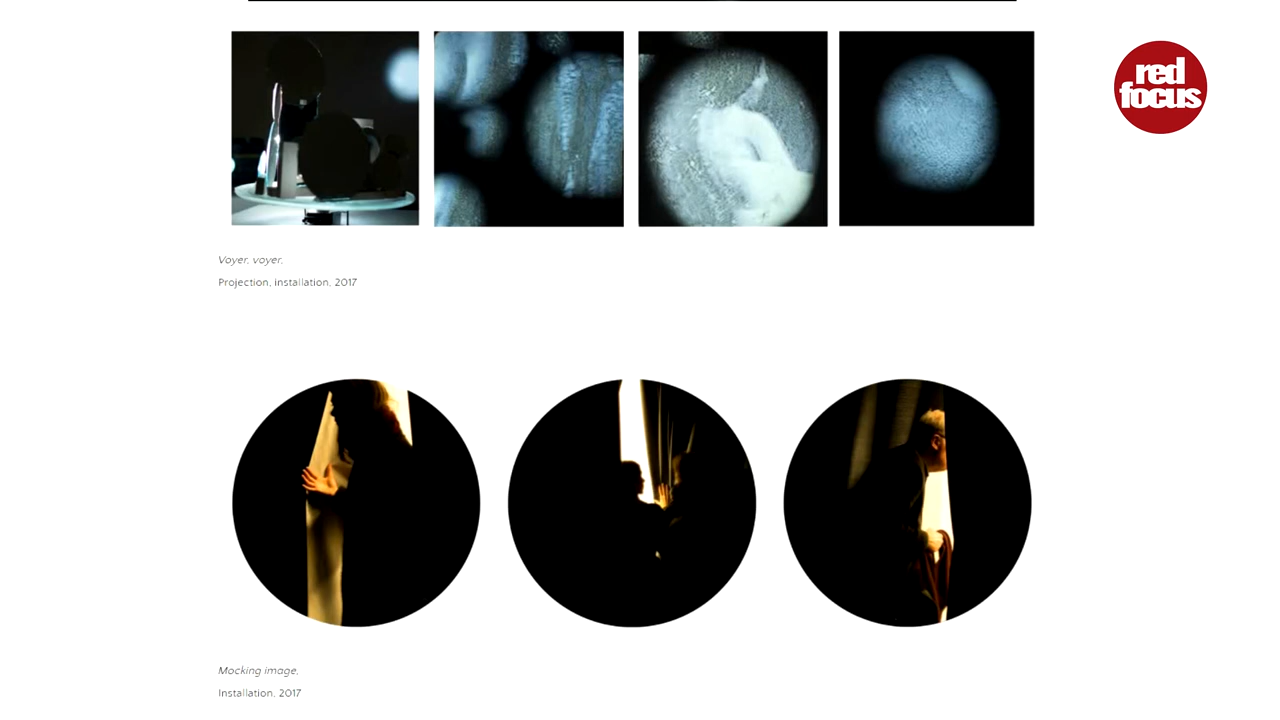 red
focus
Voyer, voyer,
Projection, installation, 2017
Mocking image,
Installation, 2017